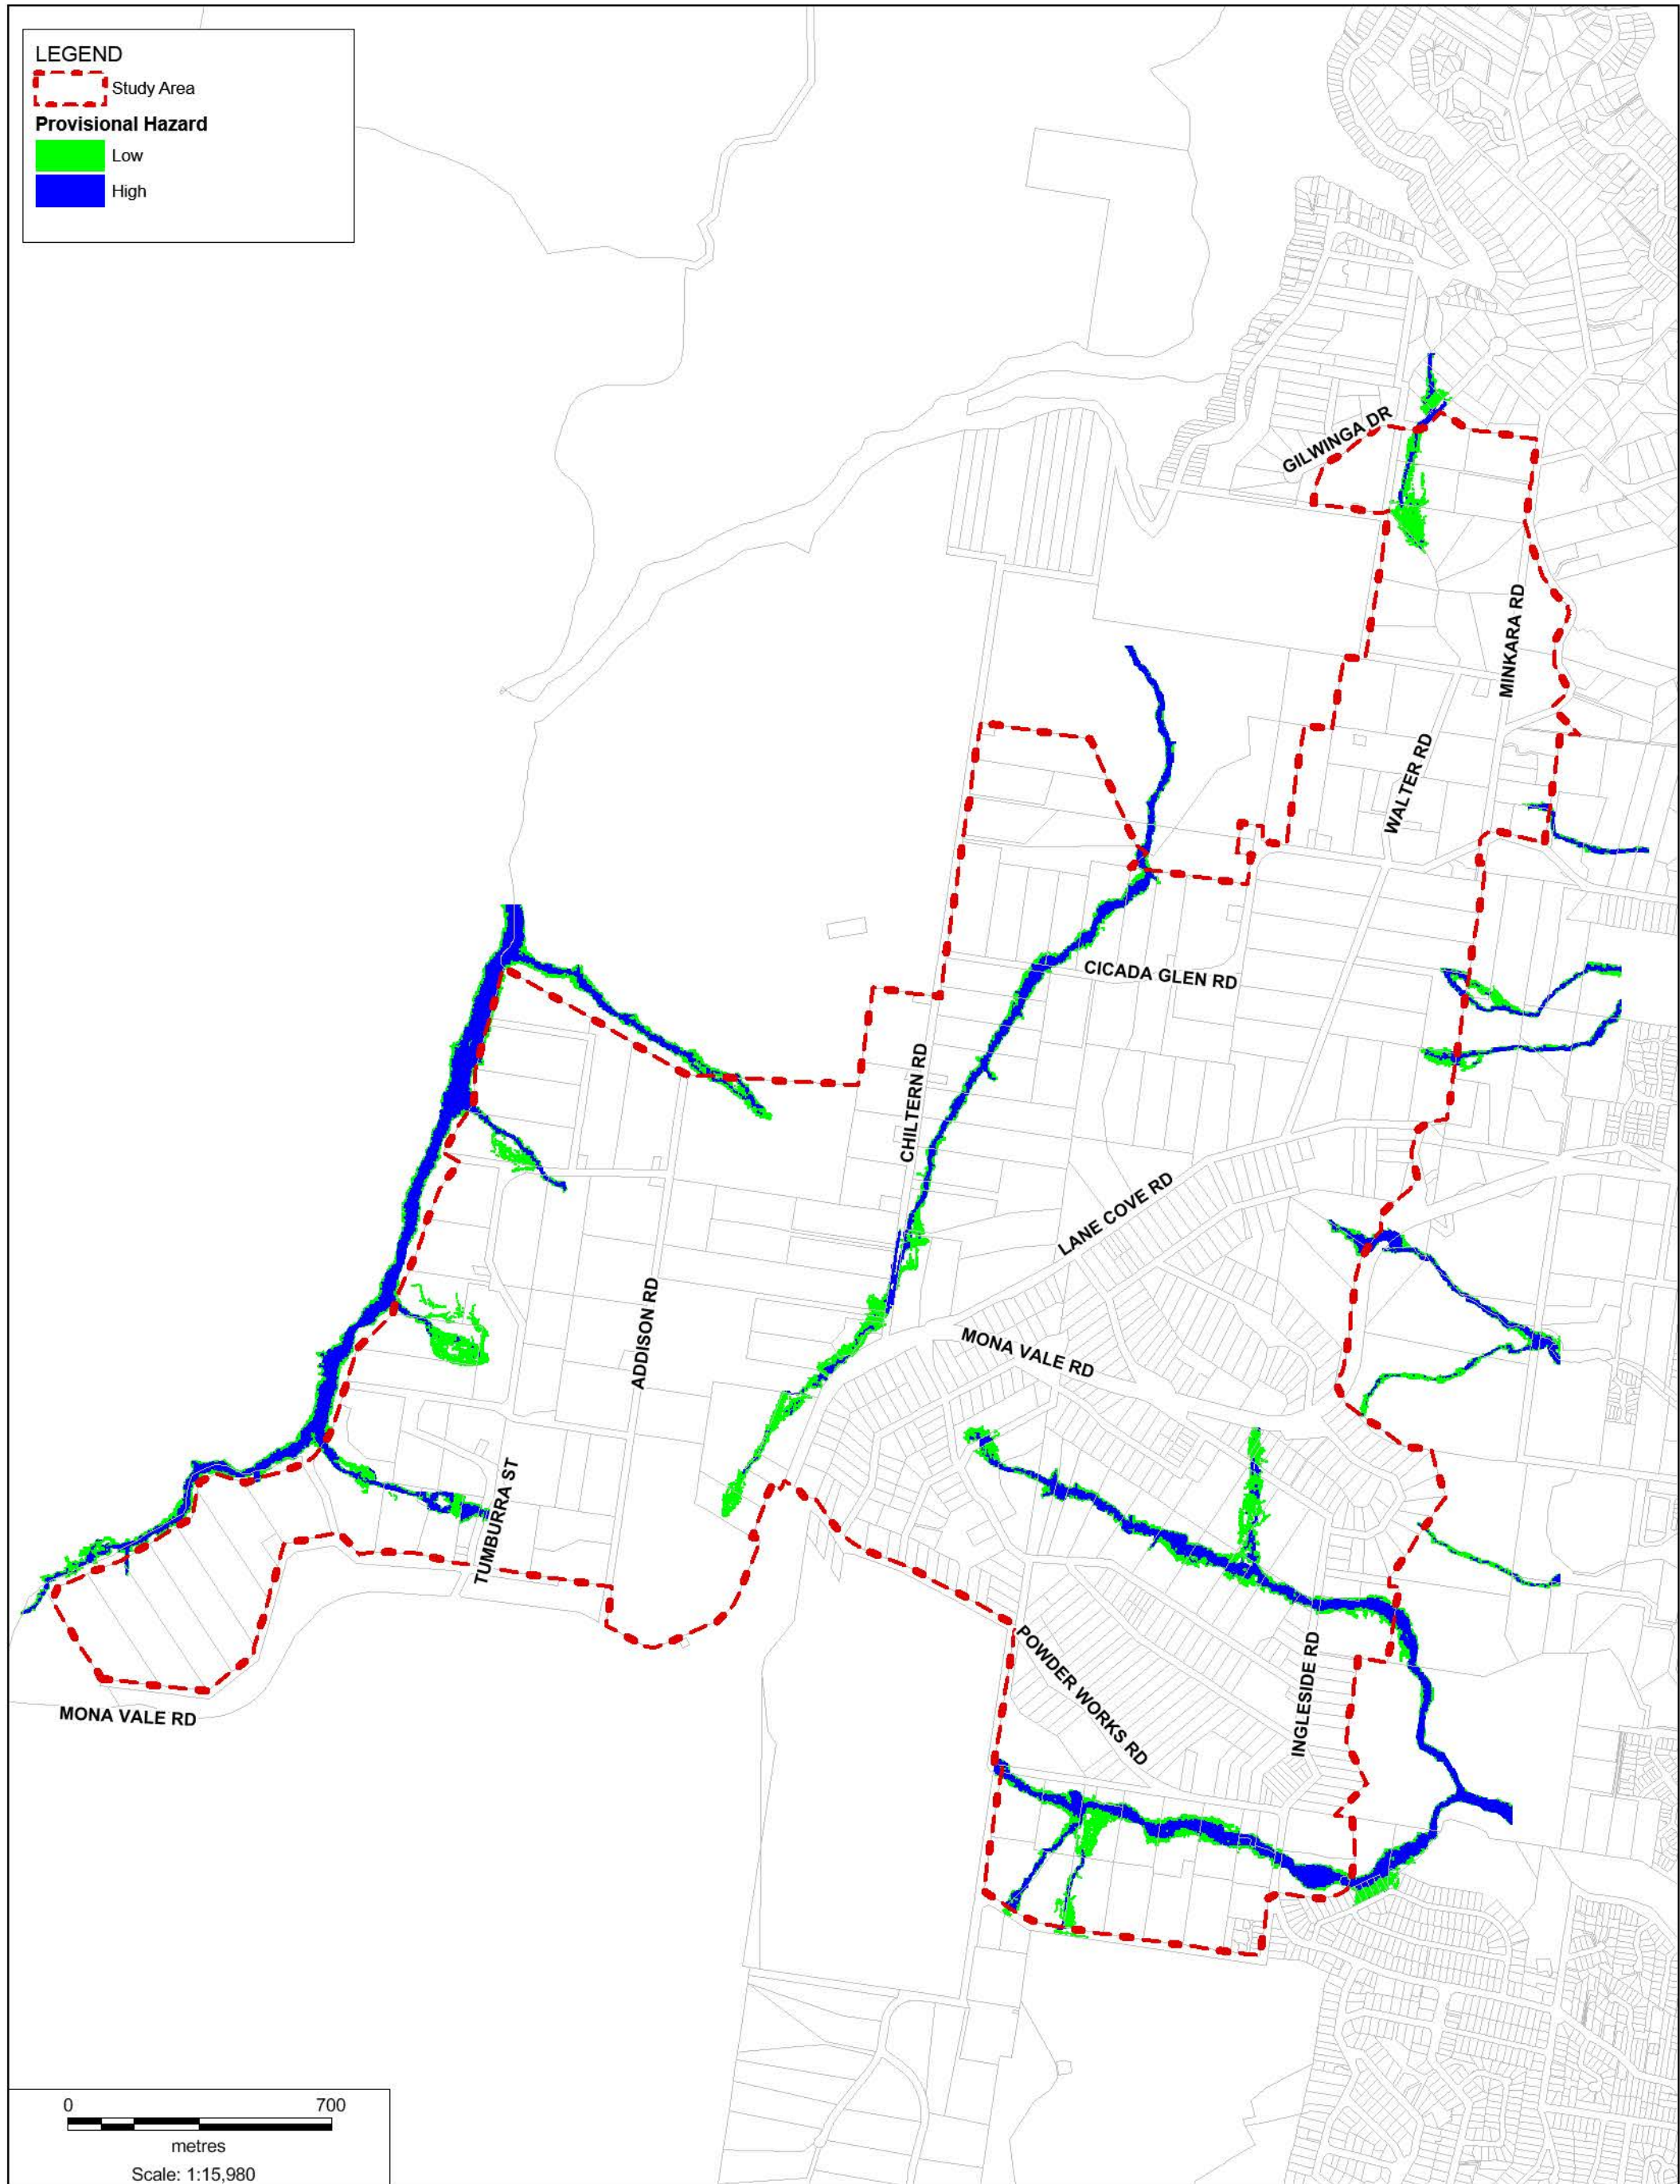 LEGEND
Study Area
Provisional Hazard
Low
High
GILWINGA DR
MINKARA RD
WALTER RD
CICADA GLEN RD
CHILTERN RD
LANE COVE RD
ADDISON RD
MONA VALE RD
TUMBURRA ST
POWDER WORKS RD
INGLESIDE RD
MONA VALE RD
0 700
metres
Scale: 1:15,980